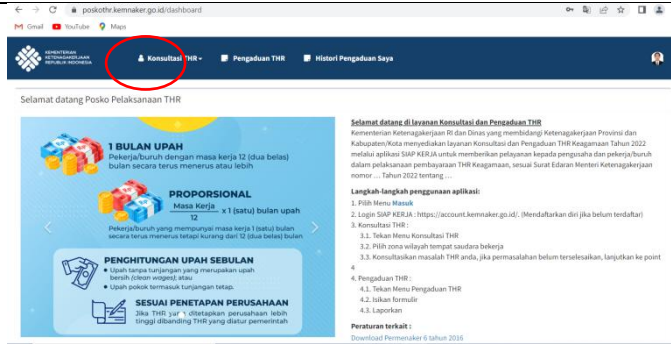 poskothr.kemnaker.go.id/dashboard
Gmail
YouTube
Maps
KEMENTERIAN
KETENAGAKERJAAN
REPUBLIK INDONESIA
Konsultasi THR
Pengaduan THR
Histori Pengaduan Saya
Selamat datang Posko Pelaksanaan THR
1 BULAN UPAH
Pekerja/buruh dengan masa kerja 12 (dua belas)
bulan secara terus menerus atau lebih
PROPORSIONAL
Masa Kerja
12
x 1 (satu) bulan upah
Pekerja/buruh yang mempunyai masa kerja 1 (satu) bulan
secara terus menerus tetapi kurang dari 12 (dua belas) bulan
PENGHITUNGAN UPAH SEBULAN
• Upah tanpa tunjangan yang merupakan upah
bersih (clean wages); atau
• Upah pokok termasuk tunjangan tetap.
SESUAI PENETAPAN PERUSAHAAN
Jika THR yang ditetapkan perusahaan lebih
tinggi dibanding THR yang diatur pemerintah
Selamat datang di layanan Konsultasi dan Pengaduan THR
Kementerian Ketenagakerjaan RI dan Dinas yang membidangi Ketenagakerjaan Provinsi dan
Kabupaten/Kota menyediakan layanan Konsultasi dan Pengaduan THR Keagamaan Tahun 2022
melalui aplikasi SIAP KERJA untuk memberikan pelayanan kepada pengusaha dan pekerja/buruh
dalam pelaksanaan pembayaraan THR Keagamaan, sesuai Surat Edaran Menteri Ketenagakerjaan
nomor ... Tahun 2022 tentang ...
Langkah-langkah penggunaan aplikasi:
1. Pilih Menu Masuk
2. Login SIAP KERJA : https://account.kemnaker.go.id/. (Mendaftarkan diri jika belum terdaftar)
3. Konsultasi THR :
3.1. Tekan Menu Konsultasi THR
3.2. Pilih zona wilayah tempat saudara bekerja
3.3. Konsultasikan masalah THR anda, jika permasalahan belum terselesaikan, lanjutkan ke point
4
4. Pengaduan THR :
4.1. Tekan Menu Pengaduan THR
4.2. Isikan formulir
4.3. Laporkan
Peraturan terkait :
Download Permenaker 6 tahun 2016